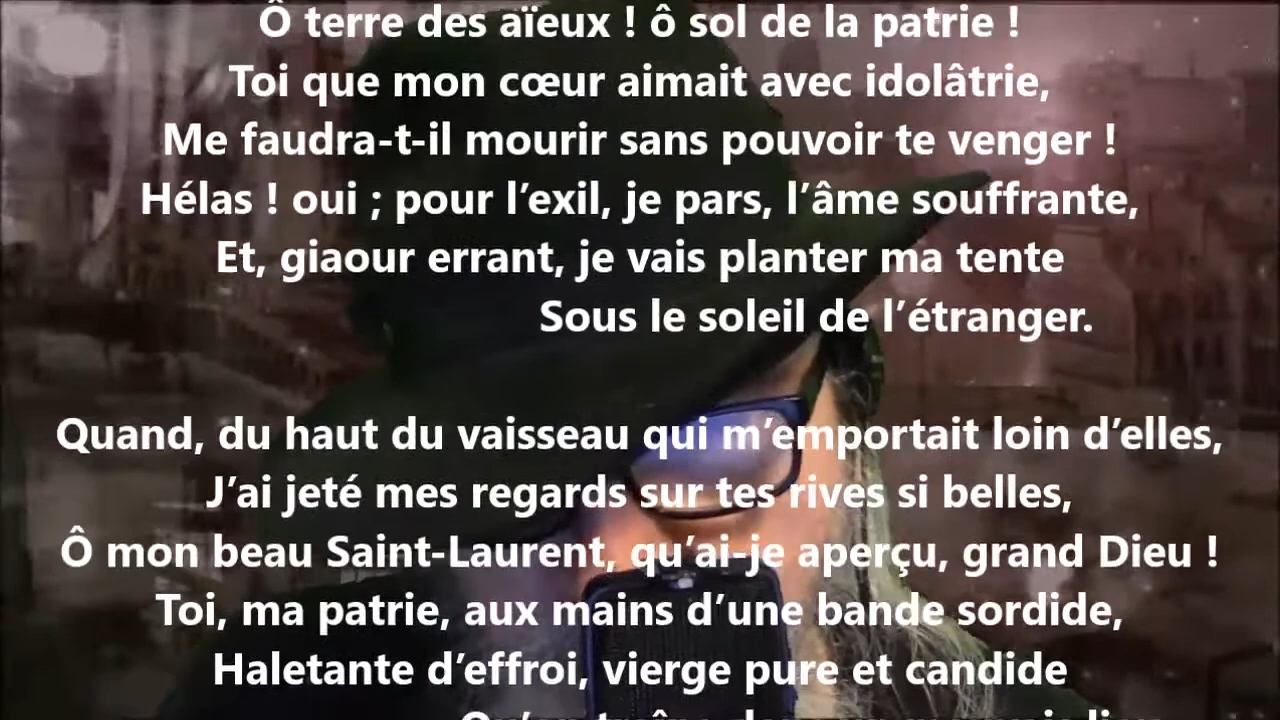 Ô terre des aïeux ! ô sol de la patrie !
Toi que mon cœur aimait avec idolâtrie,
Me faudra-t-il mourir sans pouvoir te venger !
Hélas ! oui ; pour l’exil, je pars, l’âme souffrante,
Et, giaour errant, je vais planter ma tente
Sous le soleil de l’étranger.
Quand, du haut du vaisseau qui m’emportait loin d’elles,
J’ai jeté mes regards sur tes rives si belles,
Ô mon beau Saint-Laurent, qu’ai-je aperçu, grand Dieu !
Toi, ma patrie, aux mains d’une bande sordide,
Haletante d’effroi, vierge pure et candide